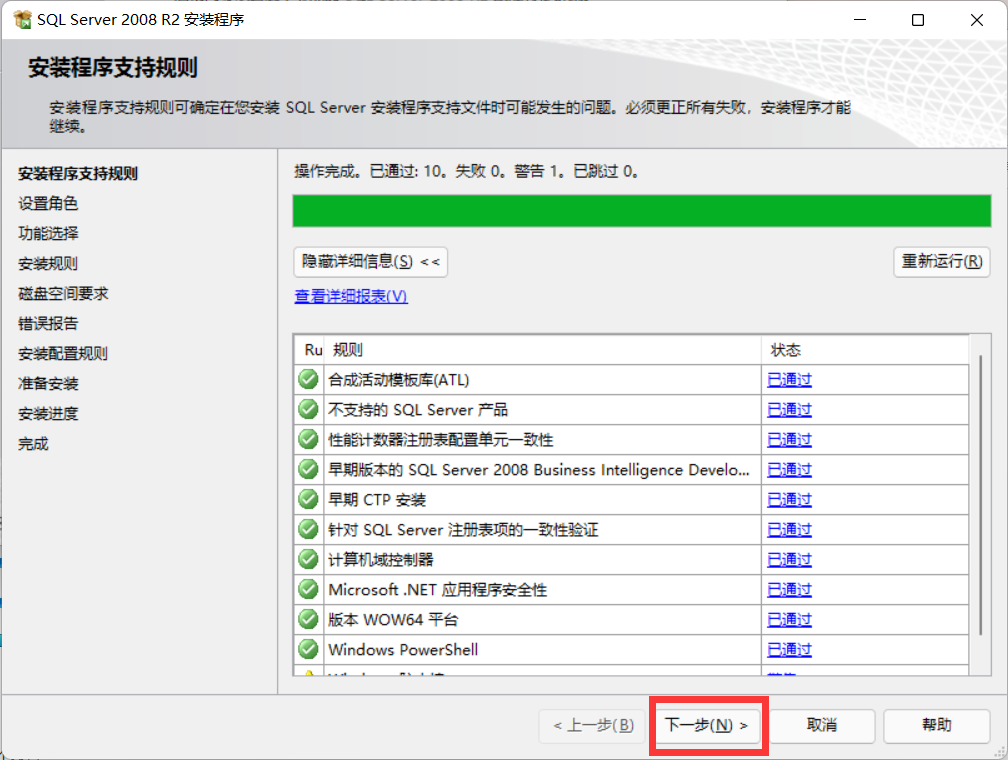 SQL Server 2008 R2 安装程序
安装程序支持规则
安装程序支持规则可确定在您安装 SQL Server 安装程序支持文件时可能发生的问题。必须更正所有失败，安装程序才能
继续。
安装程序支持规则
设置角色
功能选择
安装规则
磁盘空间要求
错误报告
安装配置规则
准备安装
安装进度
完成
操作完成。已通过: 10。失败 0。警告 1。已跳过 0。
隐藏详细信息(S) <<
重新运行(R)
查看详细报表(V)
Ru 规则 状态
合成活动模板库(ATL) 已通过
不支持的 SQL Server 产品 已通过
性能计数器注册表配置单元一致性 已通过
早期版本的 SQL Server 2008 Business Intelligence Develo... 已通过
早期 CTP 安装 已通过
针对 SQL Server 注册表项的一致性验证 已通过
计算机域控制器 已通过
Microsoft .NET 应用程序安全性 已通过
版本 WOW64 平台 已通过
Windows PowerShell 已通过
< 上一步(B)
下一步(N) >
取消
帮助